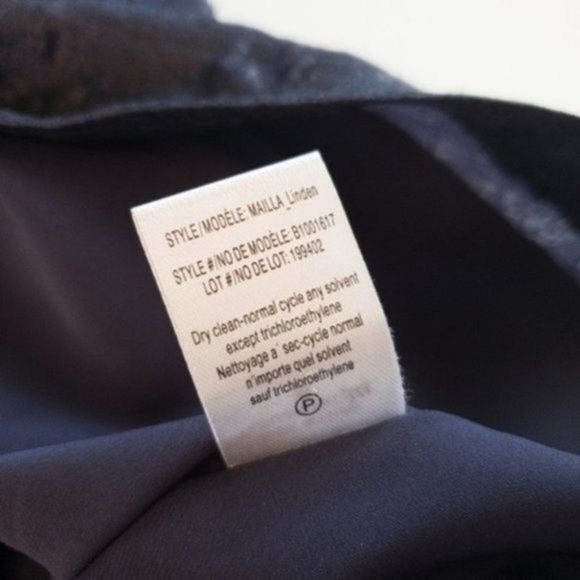 STYLE/MODÈLE: MAILLA_Linden
STYLE #/NO DE MODÈLE: B1001617
LOT #/NO DE LOT: 199402
Dry clean-normal cycle any solvent
except trichloroethylene
Nettoyage a` sec-cycle normal
n'importe quel solvent
sauf trichloroethylene
P